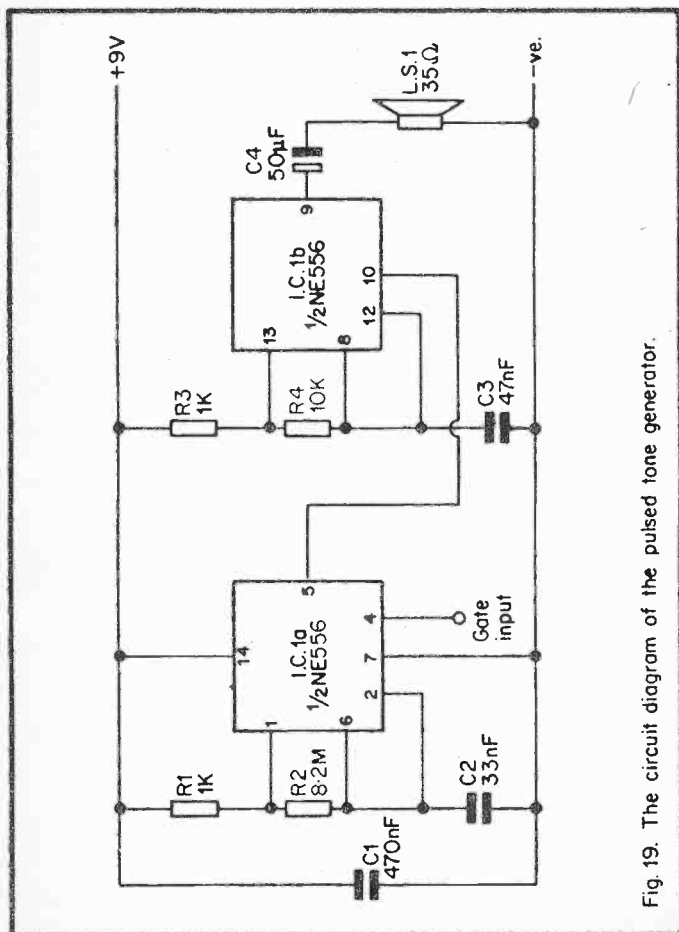 +9V
R1
1K
R2
8·2M
C1
470nF
C2
33nF
14
1
6
2
7
4
5
I.C.1a
½NE556
Gate
input
R3
1K
R4
10K
C3
47nF
13
8
12
10
9
I.C.1b
½NE556
C4
50µF
L.S.1
35Ω
-ve.
Fig. 19. The circuit diagram of the pulsed tone generator.